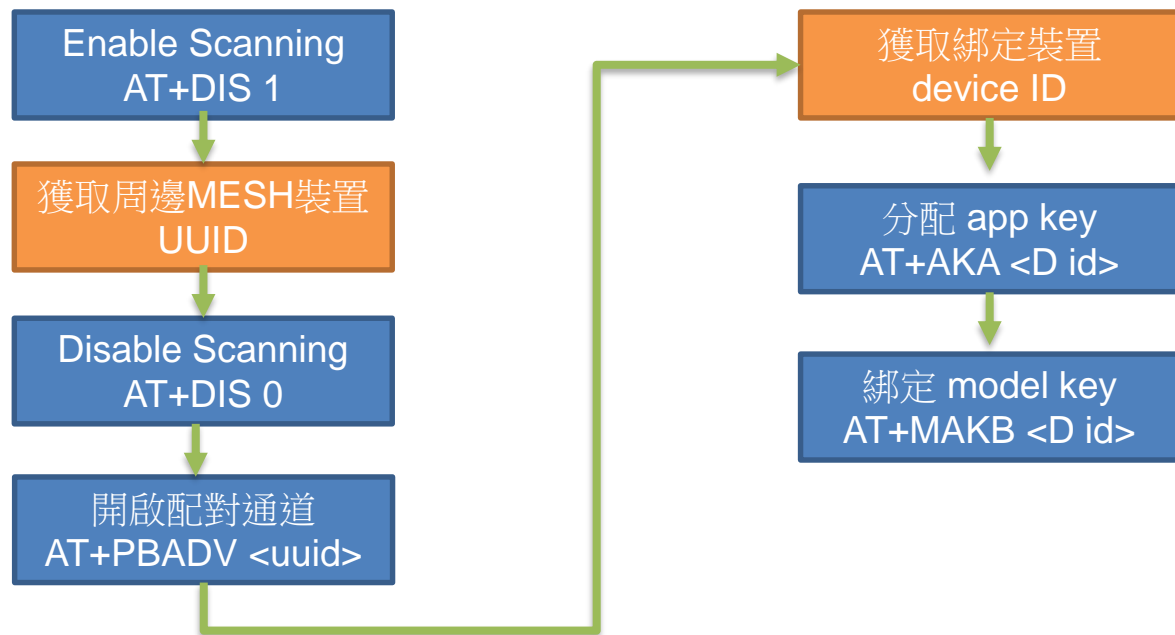 Enable Scanning
AT+DIS 1
獲取周邊MESH裝置
UUID
Disable Scanning
AT+DIS 0
開啟配對通道
AT+PBADV <uuid>
獲取綁定裝置
device ID
分配 app key
AT+AKA <D id>
綁定 model key
AT+MAKB <D id>